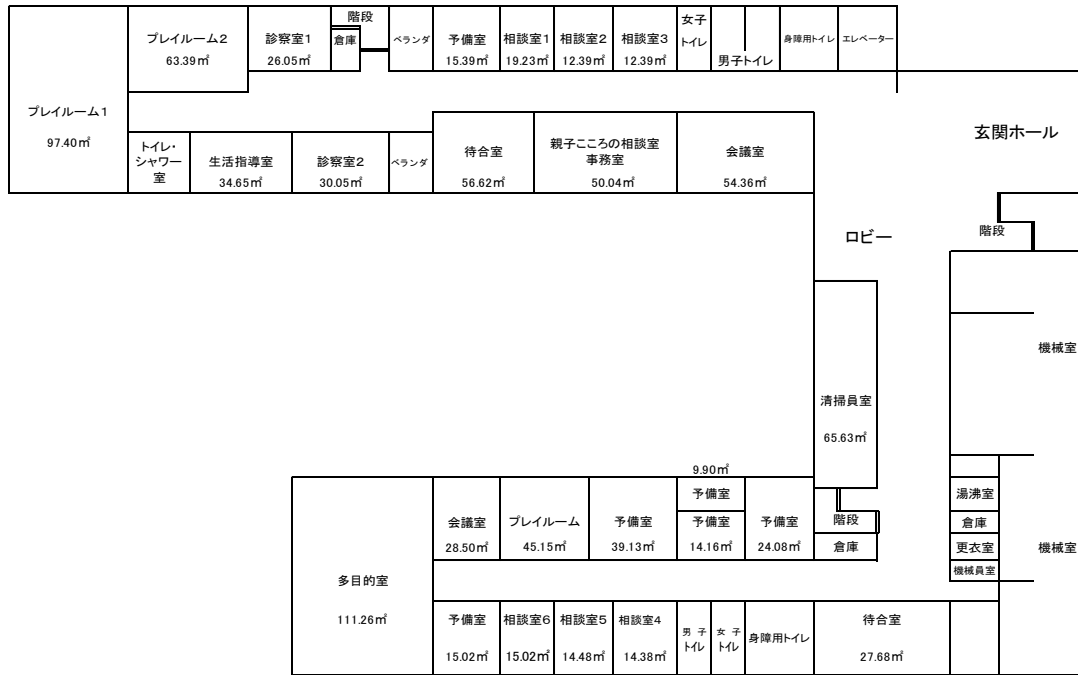 階段
女子
トイレ
プレイルーム2
63.39㎡
診察室1
26.05㎡
倉庫
ベランダ
予備室
15.39㎡
相談室1
19.23㎡
相談室2
12.39㎡
相談室3
12.39㎡
男子トイレ
身障用トイレ
エレベーター
プレイルーム1
97.40㎡
トイレ・
シャワー
室
生活指導室
34.65㎡
診察室2
30.05㎡
ベランダ
待合室
56.62㎡
親子こころの相談室
事務室
50.04㎡
会議室
54.36㎡
玄関ホール
ロビー
階段
機械室
清掃員室
65.63㎡
9.90㎡
予備室
会議室
28.50㎡
プレイルーム
45.15㎡
予備室
39.13㎡
予備室
14.16㎡
予備室
24.08㎡
階段
倉庫
湯沸室
倉庫
更衣室
機械員室
機械室
多目的室
111.26㎡
予備室
15.02㎡
相談室6
15.02㎡
相談室5
14.48㎡
相談室4
14.38㎡
男 子
トイレ
女 子
トイレ
身障用トイレ
待合室
27.68㎡